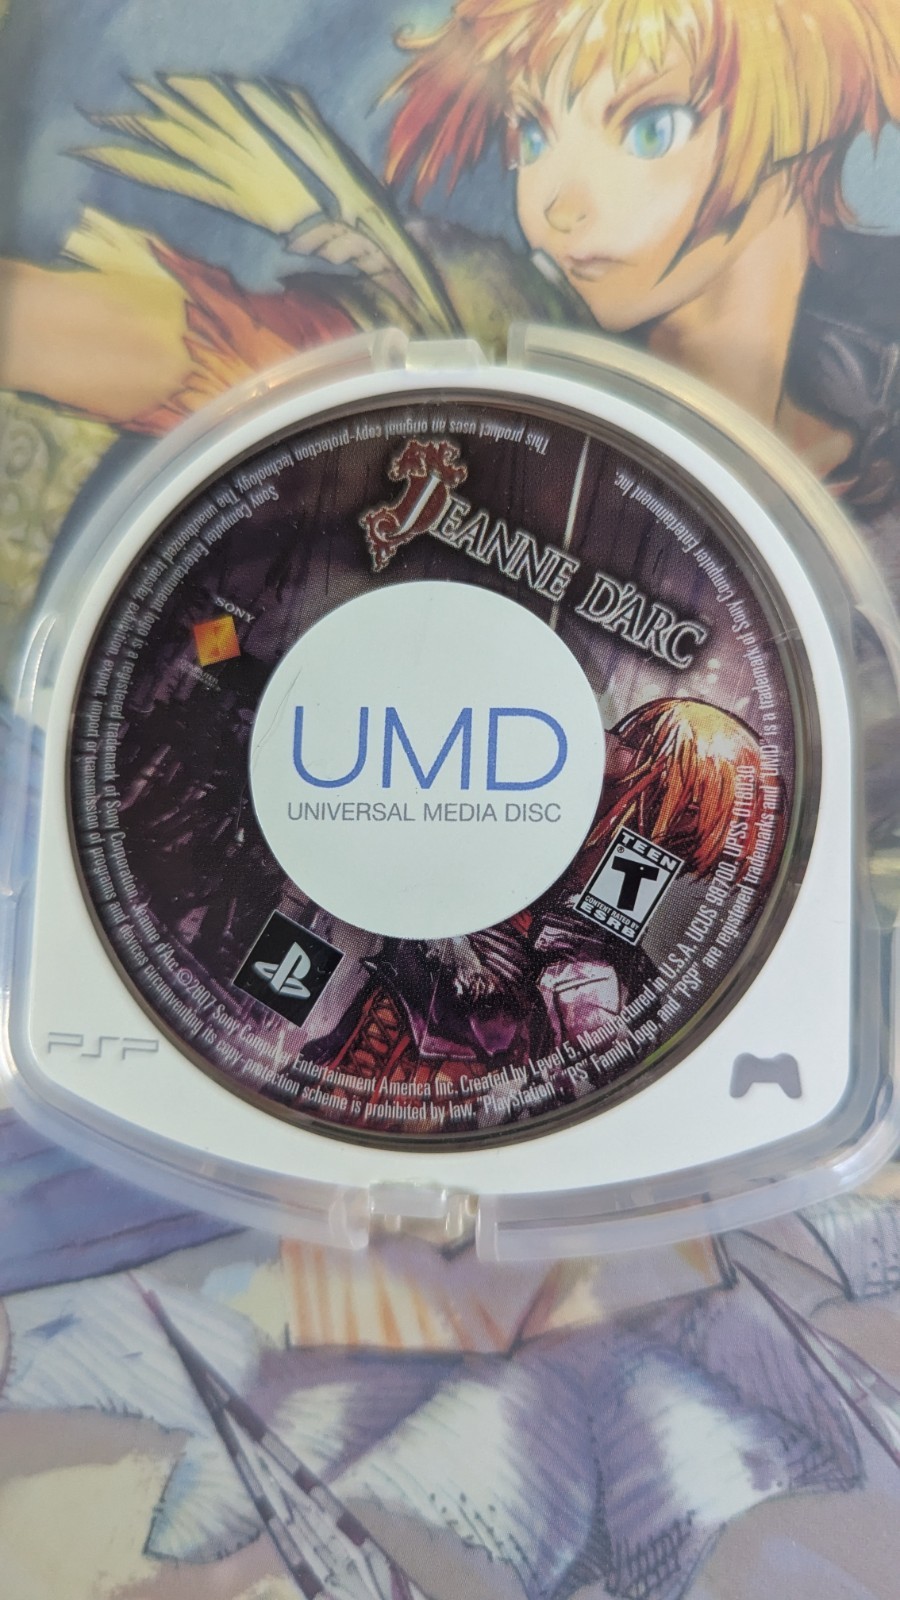 JEANNE D'ARC
SONY
UMD
UNIVERSAL MEDIA DISC
TEEN
T
CONTENT RATED BY
ESRB
PSP
Jeanne d'Arc ©2007 Sony Computer Entertainment America Inc. Created by Level 5. Manufactured in U.S.A. UCUS 98700. UPSS 016030
This product uses an original copy-protection technology. The unauthorized transfer, exhibition, export, import or transmission of programs and devices circumventing its copy-protection scheme is prohibited by law. "PlayStation", "PS" Family logo, and "PSP" are registered trademarks and "UMD" is a trademark of Sony Computer Entertainment Inc.
Sony Computer Entertainment logo is a registered trademark of Sony Corporation.